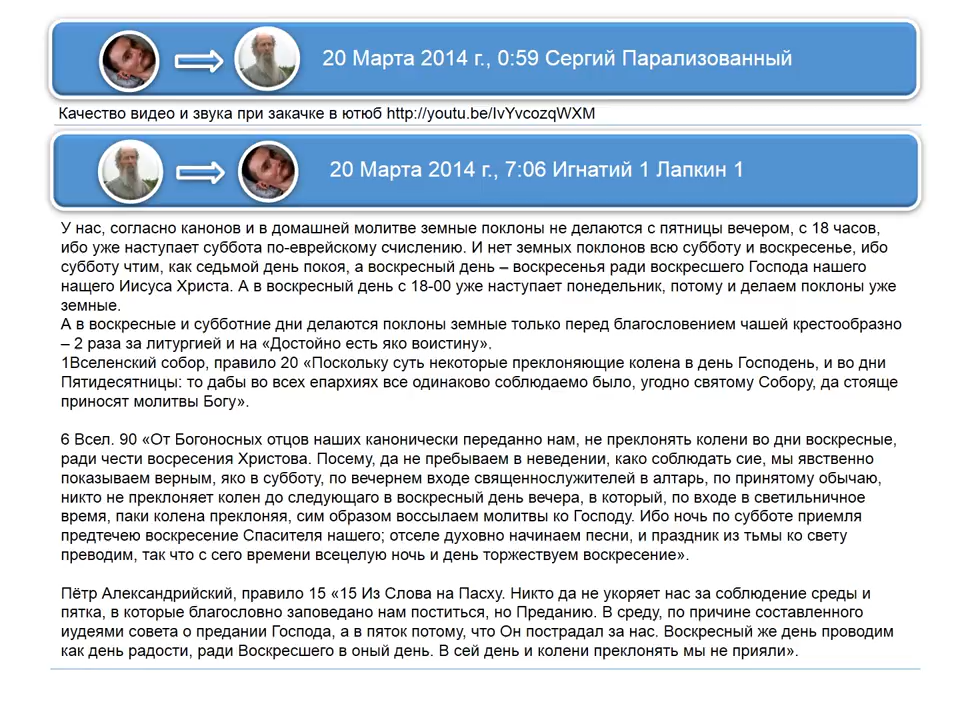 20 Марта 2014 г., 0:59 Сергий Парализованный
Качество видео и звука при закачке в ютюб http://youtu.be/IvYvcozqWXM
20 Марта 2014 г., 7:06 Игнатий 1 Лапкин 1
У нас, согласно канонов и в домашней молитве земные поклоны не делаются с пятницы вечером, с 18 часов,
ибо уже наступает суббота по-еврейскому счислению. И нет земных поклонов всю субботу и воскресенье, ибо
субботу чтим, как седьмой день покоя, а воскресный день – воскресенья ради воскресшего Господа нашего
нащего Иисуса Христа. А в воскресный день с 18-00 уже наступает понедельник, потому и делаем поклоны уже
земные.
А в воскресные и субботние дни делаются поклоны земные только перед благословением чашей крестообразно
– 2 раза за литургией и на «Достойно есть яко воистину».
1Вселенский собор, правило 20 «Поскольку суть некоторые преклоняющие колена в день Господень, и во дни
Пятидесятницы: то дабы во всех епархиях все одинаково соблюдаемо было, угодно святому Собору, да стояще
приносят молитвы Богу».
6 Всел. 90 «От Богоносных отцов наших канонически переданно нам, не преклонять колени во дни воскресные,
ради чести восресения Христова. Посему, да не пребываем в неведении, како соблюдать сие, мы явственно
показываем верным, яко в субботу, по вечернем входе священнослужителей в алтарь, по принятому обычаю,
никто не преклоняет колен до следующаго в воскресный день вечера, в который, по входе в светильничное
время, паки колена преклоняя, сим образом воссылаем молитвы ко Господу. Ибо ночь по субботе приемля
предтечею воскресение Спасителя нашего; отселе духовно начинаем песни, и праздник из тьмы ко свету
преводим, так что с сего времени всецелую ночь и день торжествуем воскресение».
Пётр Александрийский, правило 15 «15 Из Слова на Пасху. Никто да не укоряет нас за соблюдение среды и
пятка, в которые благословно заповедано нам поститься, но Преданию. В среду, по причине составленного
иудеями совета о предании Господа, а в пяток потому, что Он пострадал за нас. Воскресный же день проводим
как день радости, ради Воскресшего в оный день. В сей день и колени преклонять мы не прияли».